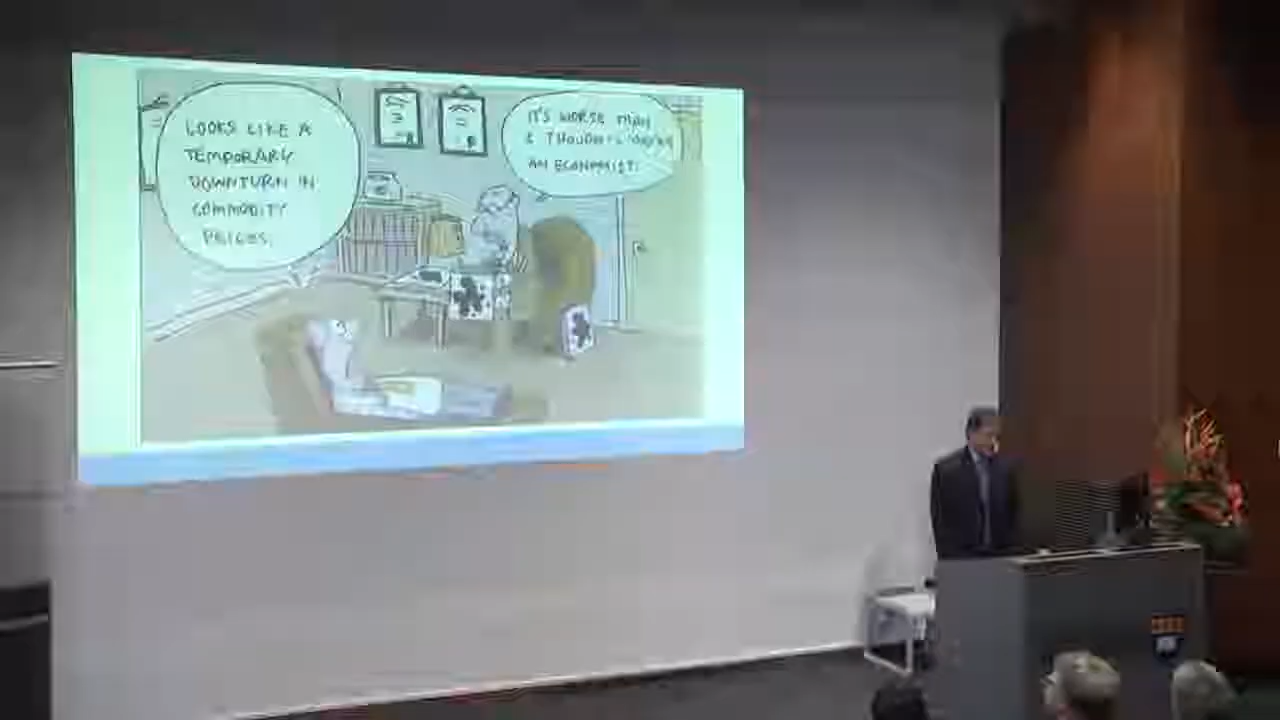 LOOKS LIKE A
TEMPORARY
DOWNTURN IN
COMMODITY
PRICES.
IT'S WORSE THAN
I THOUGHT
AN ECONOMIST.